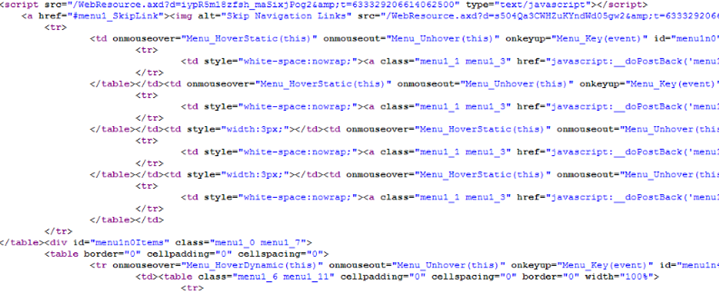 <script src="/WebResource.axd?d=iypR5ml8zfsh_maSixjPog2&amp;t=633329206614062500" type="text/javascript"></script>
<a href="#menu1_SkipLink"><img alt="Skip Navigation Links" src="/WebResource.axd?d=s504Qa3CWHZuKYndWd05gw2&amp;t=6333292066
<tr>
<td onmouseover="Menu_HoverStatic(this)" onmouseout="Menu_Unhover(this)" onkeyup="Menu_Key(event)" id="menu1n0"
<tr>
<td style="white-space:nowrap;"><a class="menu1_1 menu1_3" href="javascript:__doPostBack('menu
</tr>
</table></td><td onmouseover="Menu_HoverStatic(this)" onmouseout="Menu_Unhover(this)" onkeyup="Menu_Key(event)"
<tr>
<td style="white-space:nowrap;"><a class="menu1_1 menu1_3" href="javascript:__doPostBack('menu
</tr>
</table></td><td style="width:3px;"></td><td onmouseover="Menu_HoverStatic(this)" onmouseout="Menu_Unhover(this
<tr>
<td style="white-space:nowrap;"><a class="menu1_1 menu1_3" href="javascript:__doPostBack('menu1
</tr>
</table></td><td style="width:3px;"></td><td onmouseover="Menu_HoverStatic(this)" onmouseout="Menu_Unhover(this
<tr>
<td style="white-space:nowrap;"><a class="menu1_1 menu1_3" href="javascript:__doPostBack('menu1
</tr>
</table></td>
</tr>
</table><div id="menu1n0Items" class="menu1_0 menu1_7">
<table border="0" cellpadding="0" cellspacing="0">
<tr onmouseover="Menu_HoverDynamic(this)" onmouseout="Menu_Unhover(this)" onkeyup="Menu_Key(event)" id="menu1n4
<td><table class="menu1_6 menu1_11" cellpadding="0" cellspacing="0" border="0" width="100%">
<tr>